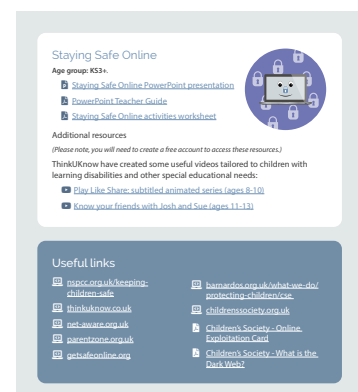 Staying Safe Online
Age group: KS3+.
Staying Safe Online PowerPoint presentation
PowerPoint Teacher Guide
Staying Safe Online activities worksheet
Additional resources
(Please note, you will need to create a free account to access these resources.)
ThinkUKnow have created some useful videos tailored to children with
learning disabilities and other special educational needs:
Play Like Share: subtitled animated series (ages 8-10)
Know your friends with Josh and Sue (ages 11-13)
Useful links
nspcc.org.uk/keeping-
children-safe
thinkuknow.co.uk
net-aware.org.uk
parentzone.org.uk
getsafeonline.org
barnardos.org.uk/what-we-do/
protecting-children/cse
childrenssociety.org.uk
Children's Society - Online
Exploitation Card
Children's Society - What is the
Dark Web?